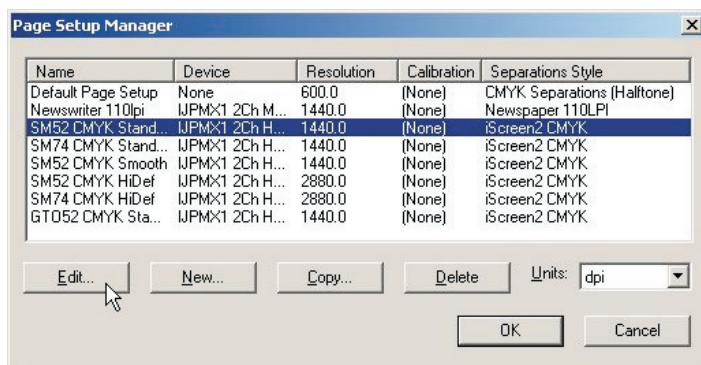 Page Setup Manager
Name Device Resolution Calibration Separations Style
Default Page Setup None 600.0 (None) CMYK Separations (Halftone)
Newswriter 110lpi IJPMX1 2Ch M... 1440.0 (None) Newspaper 110LPI
SM52 CMYK Stand... IJPMX1 2Ch H... 1440.0 (None) iScreen2 CMYK
SM74 CMYK Stand... IJPMX1 2Ch H... 1440.0 (None) iScreen2 CMYK
SM52 CMYK Smooth IJPMX1 2Ch H... 1440.0 (None) iScreen2 CMYK
SM52 CMYK HiDef IJPMX1 2Ch H... 2880.0 (None) iScreen2 CMYK
SM74 CMYK HiDef IJPMX1 2Ch H... 2880.0 (None) iScreen2 CMYK
GTO52 CMYK Sta... IJPMX1 2Ch H... 1440.0 (None) iScreen2 CMYK
Edit... New... Copy... Delete Units: dpi
OK Cancel